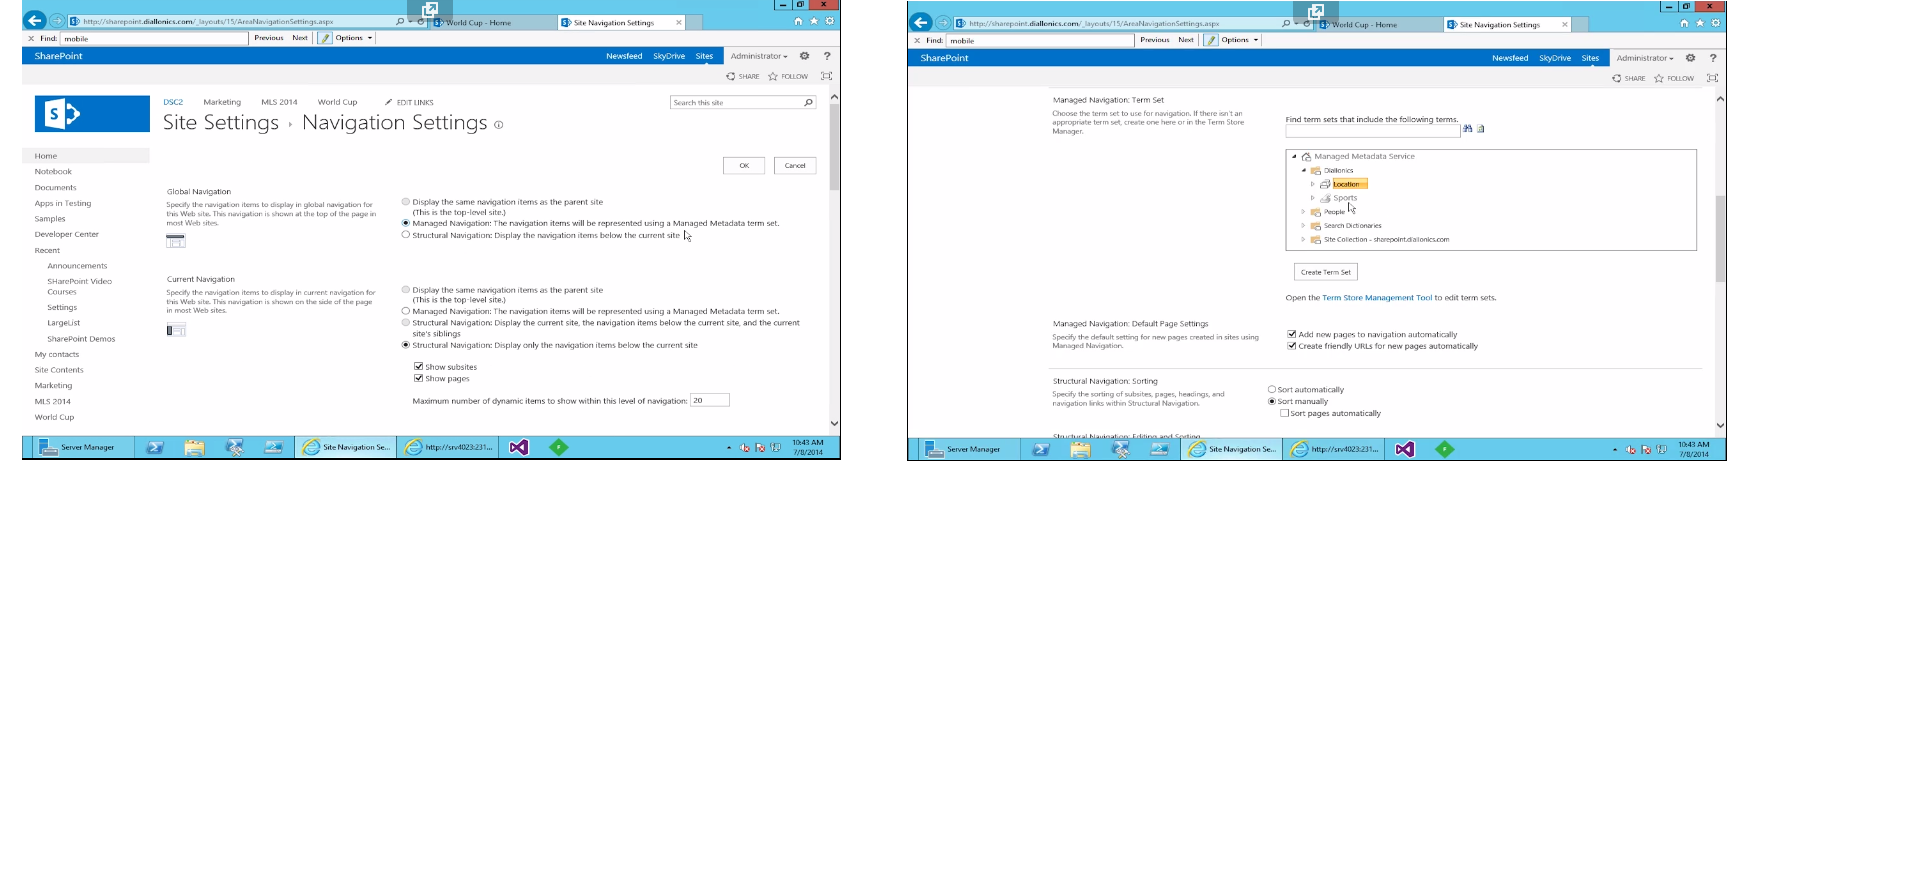 http://sharepoint.diallonics.com/_layouts/15/AreaNavigationSettings.aspx
World Cup - Home
Site Navigation Settings
Find: mobile
Previous
Next
Options
SharePoint
Newsfeed
SkyDrive
Sites
Administrator
?
SHARE
FOLLOW
DSC2
Marketing
MLS 2014
World Cup
EDIT LINKS
Search this site
Site Settings
Navigation Settings
Home
Notebook
Documents
Apps in Testing
Samples
Developer Center
Recent
Announcements
SHarePoint Video
Courses
Settings
LargeList
SharePoint Demos
My contacts
Site Contents
Marketing
MLS 2014
World Cup
OK
Cancel
Global Navigation
Specify the navigation items to display in global navigation for
this Web site. This navigation is shown at the top of the page in
most Web sites.
Display the same navigation items as the parent site
(This is the top-level site.)
Managed Navigation: The navigation items will be represented using a Managed Metadata term set.
Structural Navigation: Display the navigation items below the current site
Current Navigation
Specify the navigation items to display in current navigation for
this Web site. This navigation is shown on the side of the page
in most Web sites.
Display the same navigation items as the parent site
(This is the top-level site.)
Managed Navigation: The navigation items will be represented using a Managed Metadata term set.
Structural Navigation: Display the current site, the navigation items below the current site, and the current
site's siblings
Structural Navigation: Display only the navigation items below the current site
Show subsites
Show pages
Maximum number of dynamic items to show within this level of navigation: 20
Server Manager
Site Navigation Se...
http://srv4023:231...
10:43 AM
7/8/2014
http://sharepoint.diallonics.com/_layouts/15/AreaNavigationSettings.aspx
World Cup - Home
Site Navigation Settings
Find: mobile
Previous
Next
Options
SharePoint
Newsfeed
SkyDrive
Sites
Administrator
?
SHARE
FOLLOW
Managed Navigation: Term Set
Choose the term set to use for navigation. If there isn't an
appropriate term set, create one here or in the Term Store
Manager.
Find term sets that include the following terms.
Managed Metadata Service
Diallonics
Location
Sports
People
Search Dictionaries
Site Collection - sharepoint.diallonics.com
Create Term Set
Open the Term Store Management Tool to edit term sets.
Managed Navigation: Default Page Settings
Specify the default setting for new pages created in sites using
Managed Navigation.
Add new pages to navigation automatically
Create friendly URLs for new pages automatically
Structural Navigation: Sorting
Specify the sorting of subsites, pages, headings, and
navigation links within Structural Navigation.
Sort automatically
Sort manually
Sort pages automatically
Structural Navigation: Editing and Sorting
Server Manager
Site Navigation Se...
http://srv4023:231...
10:43 AM
7/8/2014